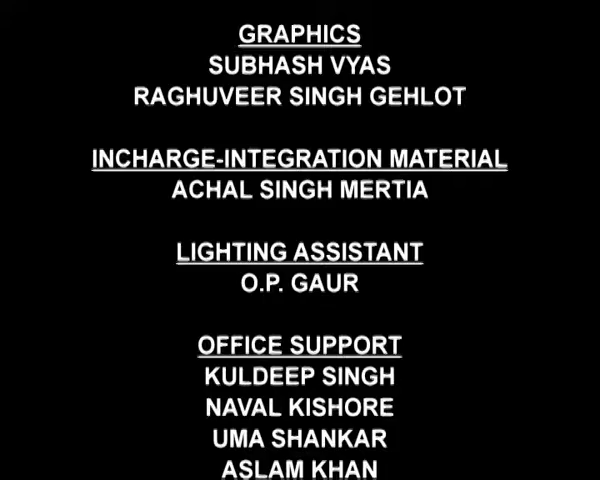 GRAPHICS
SUBHASH VYAS
RAGHUVEER SINGH GEHLOT
INCHARGE-INTEGRATION MATERIAL
ACHAL SINGH MERTIA
LIGHTING ASSISTANT
O.P. GAUR
OFFICE SUPPORT
KULDEEP SINGH
NAVAL KISHORE
UMA SHANKAR
ASLAM KHAN